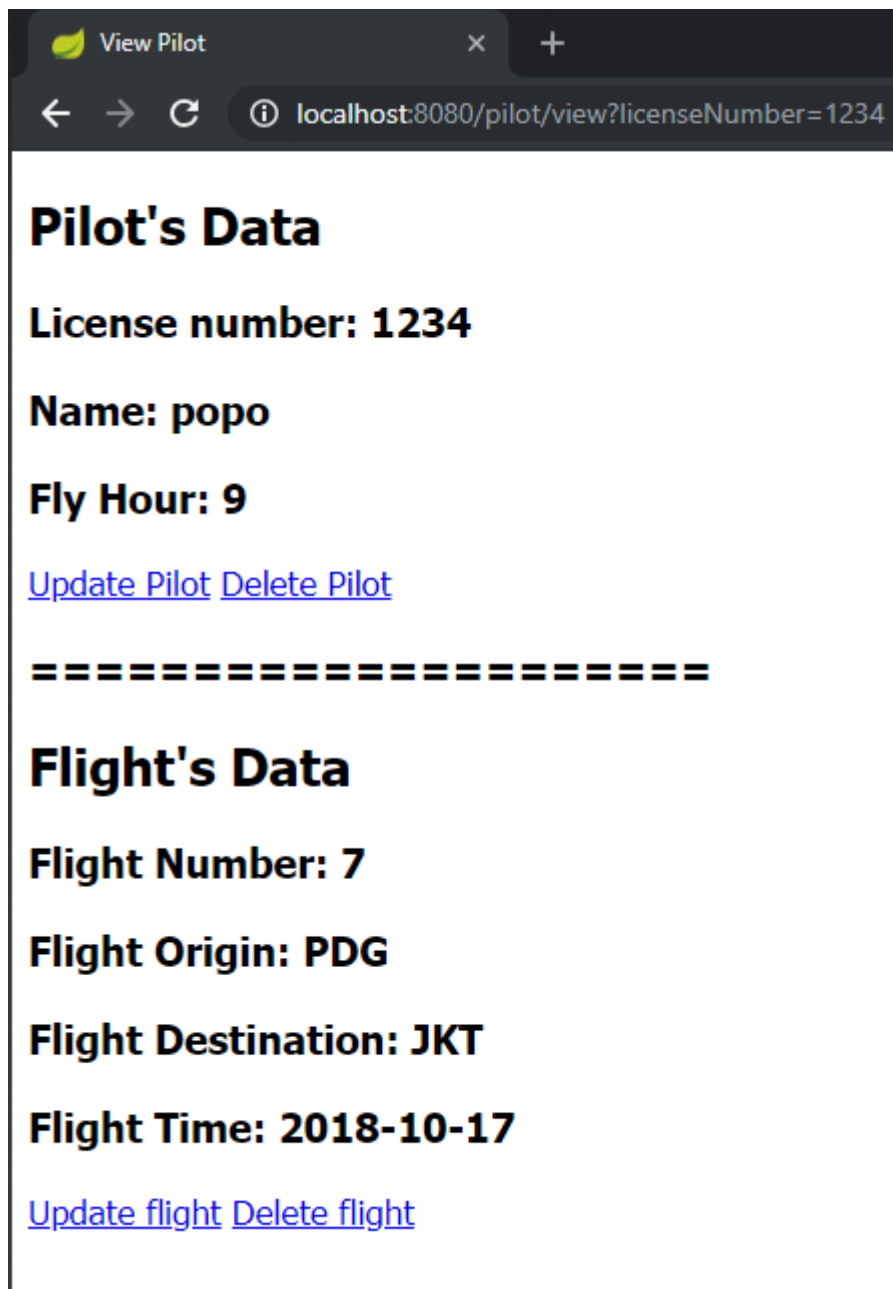 View Pilot
localhost:8080/pilot/view?licenseNumber=1234
Pilot's Data
License number: 1234
Name: popo
Fly Hour: 9
Update Pilot Delete Pilot
=====================
Flight's Data
Flight Number: 7
Flight Origin: PDG
Flight Destination: JKT
Flight Time: 2018-10-17
Update flight Delete flight